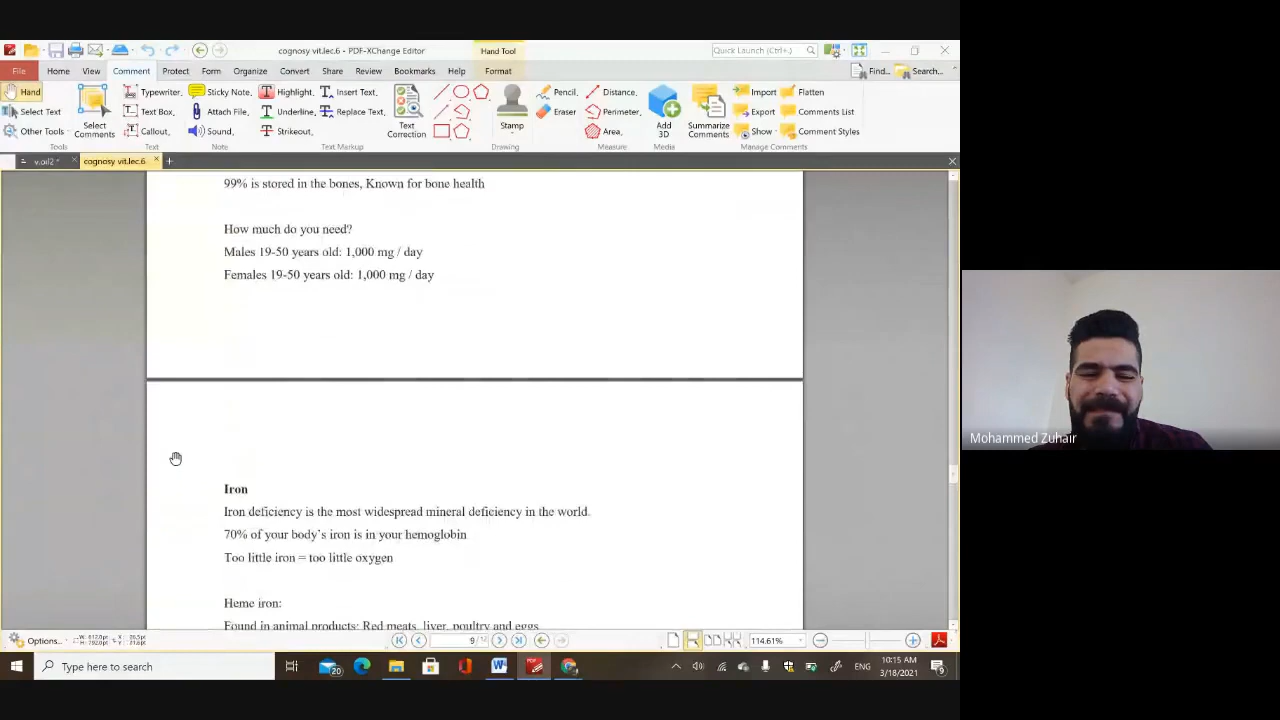 cognosy vit.lec.6 - PDF-XChange Editor
Hand Tool
Quick Launch (Ctrl+.)
File Home View Comment Protect Form Organize Convert Share Review Bookmarks Help Format Find... Search...
Hand Typewriter Sticky Note, Highlight, Insert Text, Pencil, Distance, Import Flatten
Select Text Text Box, Attach File, Underline, Replace Text, Eraser Perimeter, Export Comments List
Other Tools Callout, Select Comments Sound, Strikeout, Text Correction Stamp Area, Add 3D Summarize Comments Show Comment Styles
Tools Text Note Text Markup Drawing Measure Media Manage Comments
v.oil2 * cognosy vit.lec.6
99% is stored in the bones, Known for bone health
How much do you need?
Males 19-50 years old: 1,000 mg / day
Females 19-50 years old: 1,000 mg / day
Iron
Iron deficiency is the most widespread mineral deficiency in the world.
70% of your body's iron is in your hemoglobin
Too little iron = too little oxygen
Heme iron:
Found in animal products: Red meats, liver, poultry and eggs
Mohammed Zuhair
Options... 9 114.61%
Type here to search
20
ENG
10:15 AM
3/18/2021